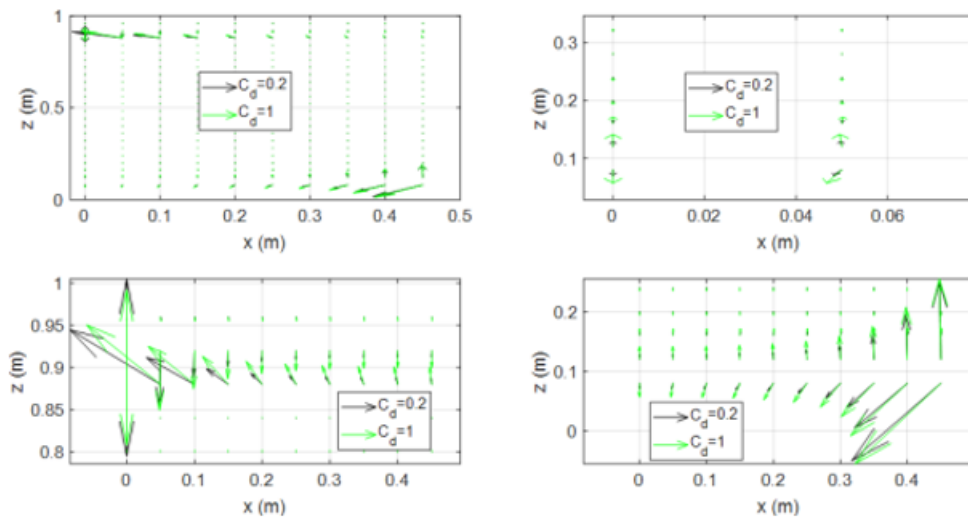 1
0.5
0
z (m)
C_d=0.2
C_d=1
0 0.1 0.2 0.3 0.4 0.5
x (m)
0.3
0.2
0.1
z (m)
C_d=0.2
C_d=1
0 0.02 0.04 0.06
x (m)
1
0.95
0.9
0.85
0.8
z (m)
C_d=0.2
C_d=1
0 0.1 0.2 0.3 0.4
x (m)
0.2
0.1
0
z (m)
C_d=0.2
C_d=1
0 0.1 0.2 0.3 0.4
x (m)